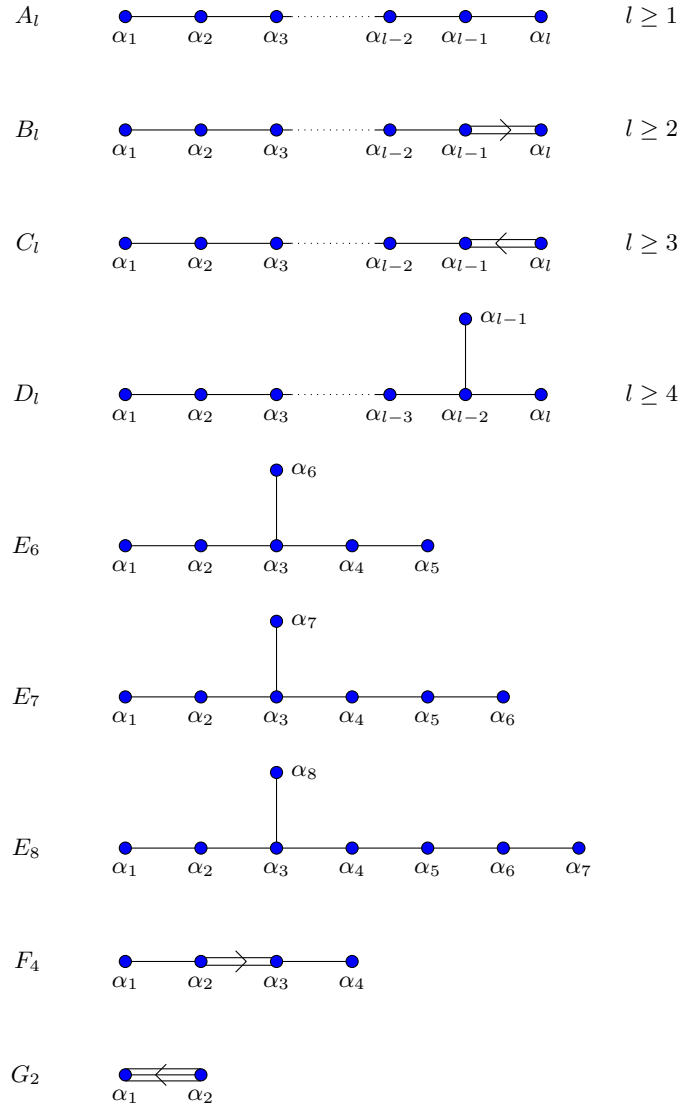 A_l α_1 α_2 α_3 α_{l−2} α_{l−1} α_l l ≥ 1
B_l α_1 α_2 α_3 α_{l−2} α_{l−1} α_l l ≥ 2
C_l α_1 α_2 α_3 α_{l−2} α_{l−1} α_l l ≥ 3
α_{l−1}
D_l α_1 α_2 α_3 α_{l−3} α_{l−2} α_l l ≥ 4
α_6
E_6 α_1 α_2 α_3 α_4 α_5
α_7
E_7 α_1 α_2 α_3 α_4 α_5 α_6
α_8
E_8 α_1 α_2 α_3 α_4 α_5 α_6 α_7
F_4 α_1 α_2 α_3 α_4
G_2 α_1 α_2